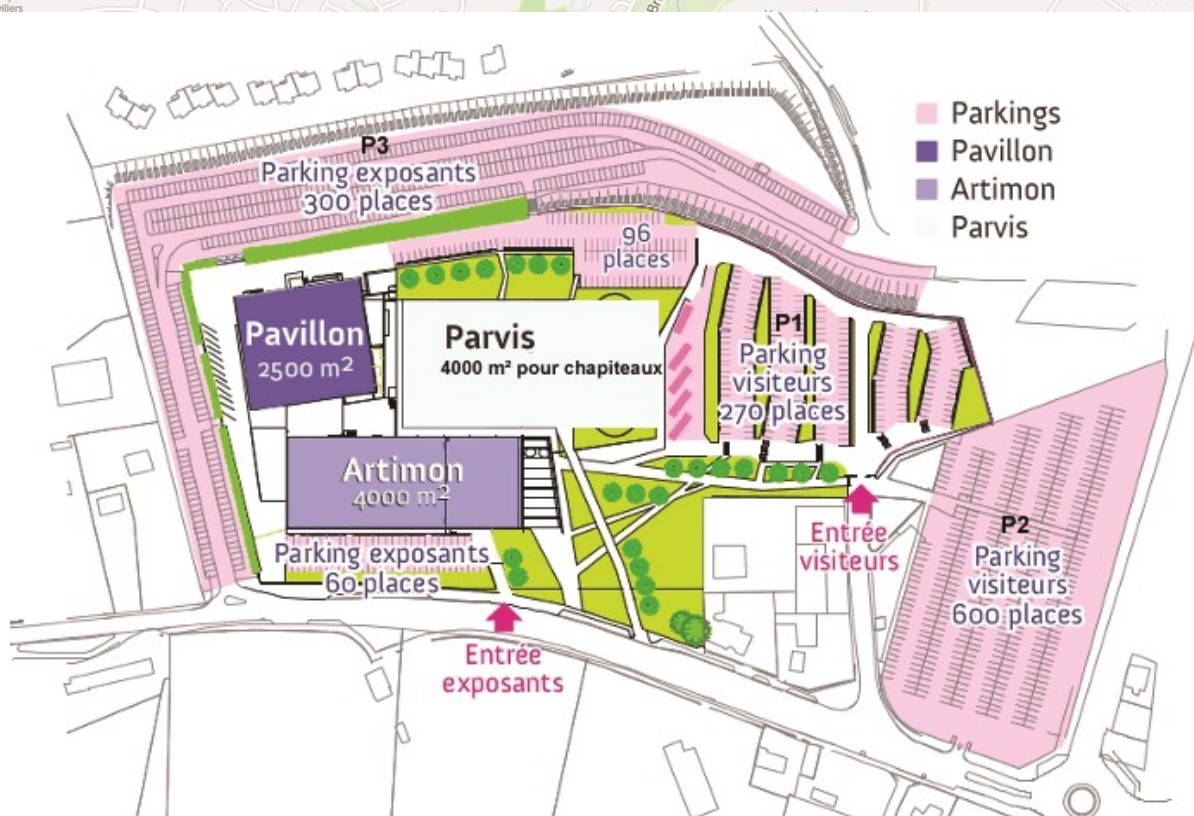 villers
P3
Parking exposants
300 places
96
places
Parkings
Pavillon
Artimon
Parvis
Pavillon
2500 m²
Parvis
4000 m² pour chapiteaux
P1
Parking
visiteurs
270 places
Artimon
4000 m²
Parking exposants
60 places
Entrée
visiteurs
P2
Parking
visiteurs
600 places
Entrée
exposants